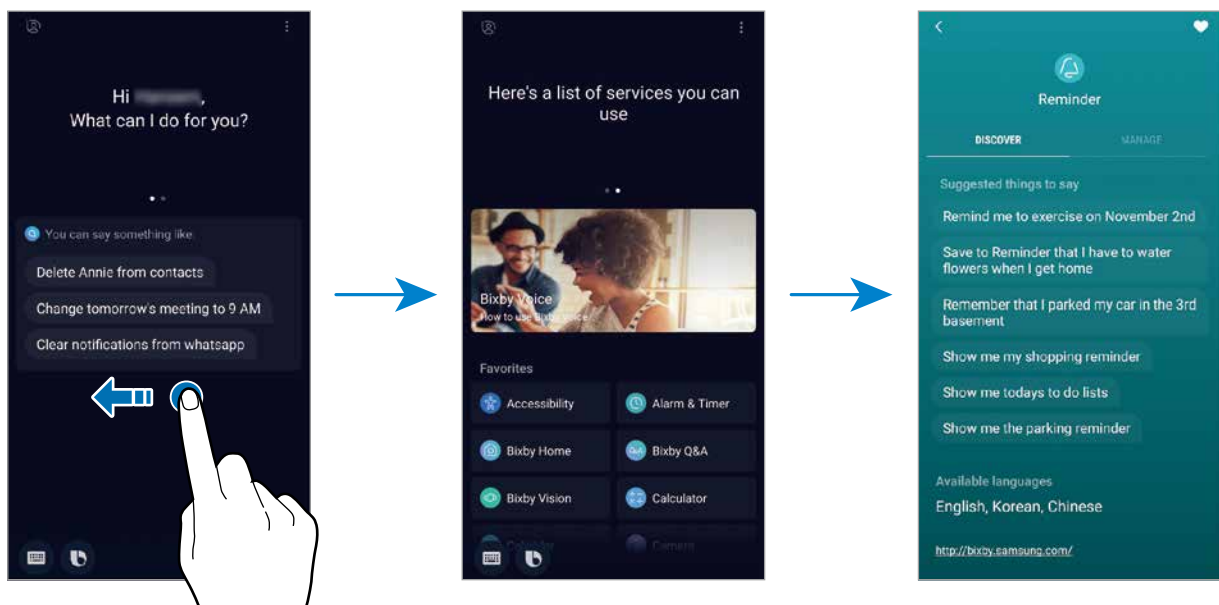 Hi ,
What can I do for you?
You can say something like
Delete Annie from contacts
Change tomorrow's meeting to 9 AM
Clear notifications from whatsapp
Here's a list of services you can
use
Bixby Voice
How to use Bixby Voice
Favorites
Accessibility
Alarm & Timer
Bixby Home
Bixby Q&A
Bixby Vision
Calculator
Camera
Reminder
DISCOVER
MANAGE
Suggested things to say
Remind me to exercise on November 2nd
Save to Reminder that I have to water
flowers when I get home
Remember that I parked my car in the 3rd
basement
Show me my shopping reminder
Show me todays to do lists
Show me the parking reminder
Available languages
English, Korean, Chinese
http://bixby.samsung.com/